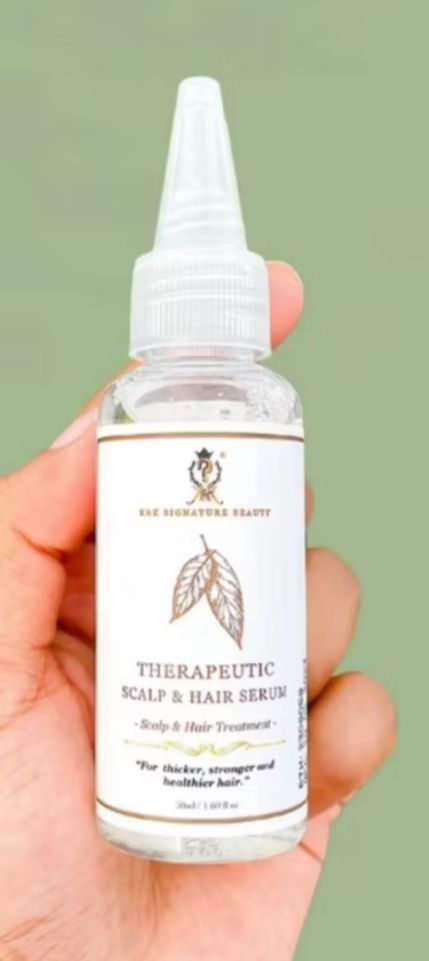 K&K SIGNATURE BEAUTY
THERAPEUTIC
SCALP & HAIR SERUM
- Scalp & Hair Treatment -
"For thicker, stronger and
healthier hair."
50ml / 1.69 fl oz